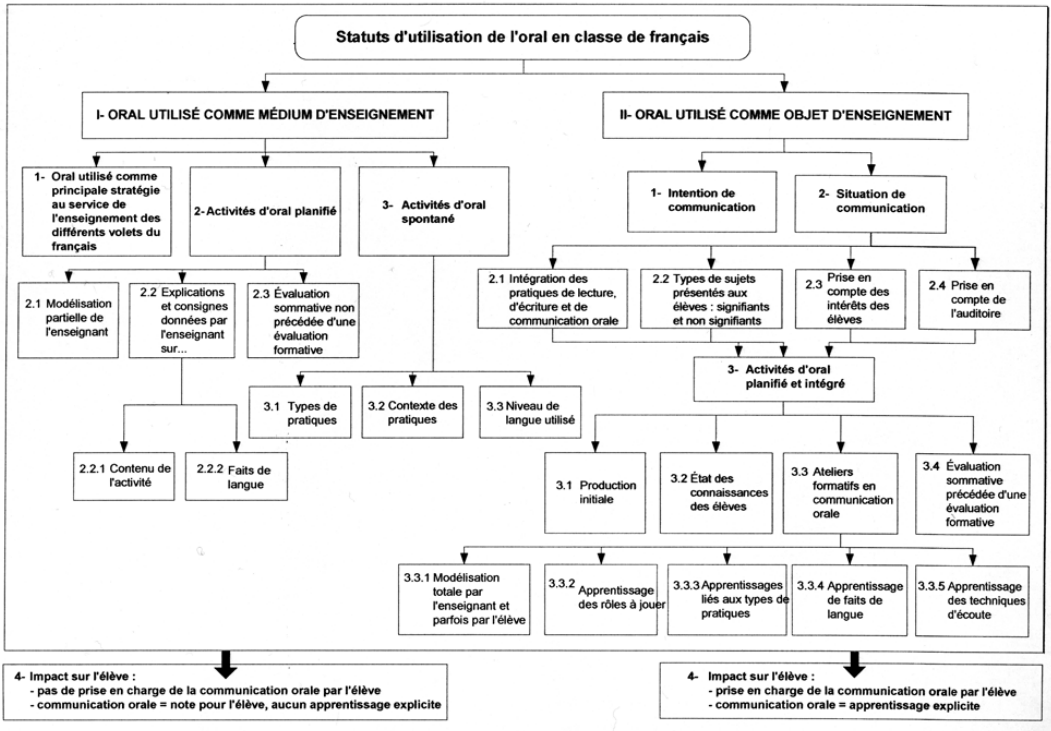 Statuts d'utilisation de l'oral en classe de français
I- ORAL UTILISÉ COMME MÉDIUM D'ENSEIGNEMENT
II- ORAL UTILISÉ COMME OBJET D'ENSEIGNEMENT
1- Oral utilisé comme
principale stratégie
au service de
l'enseignement des
différents volets du
français
2- Activités d'oral planifié
3- Activités d'oral
spontané
1- Intention de
communication
2- Situation de
communication
2.1 Modélisation
partielle de
l'enseignant
2.2 Explications
et consignes
données par
l'enseignant
sur...
2.3 Évaluation
sommative non
précédée d'une
évaluation
formative
2.1 Intégration des
pratiques de lecture,
d'écriture et de
communication orale
2.2 Types de sujets
présentés aux
élèves : signifiants
et non signifiants
2.3 Prise en
compte des
intérêts des
élèves
2.4 Prise en
compte de
l'auditoire
3- Activités d'oral
planifié et intégré
3.1 Types de
pratiques
3.2 Contexte des
pratiques
3.3 Niveau de
langue utilisé
2.2.1 Contenu de
l'activité
2.2.2 Faits de
langue
3.1 Production
initiale
3.2 État des
connaissances
des élèves
3.3 Ateliers
formatifs en
communication
orale
3.4 Évaluation
sommative
précédée d'une
évaluation
formative
3.3.1 Modélisation
totale par
l'enseignant et
parfois par l'élève
3.3.2 Apprentissage
des rôles à jouer
3.3.3 Apprentissages
liés aux types de
pratiques
3.3.4 Apprentissage
de faits de
langue
3.3.5 Apprentissage
des techniques
d'écoute
4- Impact sur l'élève :
- pas de prise en charge de la communication orale par l'élève
- communication orale = note pour l'élève, aucun apprentissage explicite
4- Impact sur l'élève :
- prise en charge de la communication orale par l'élève
- communication orale = apprentissage explicite